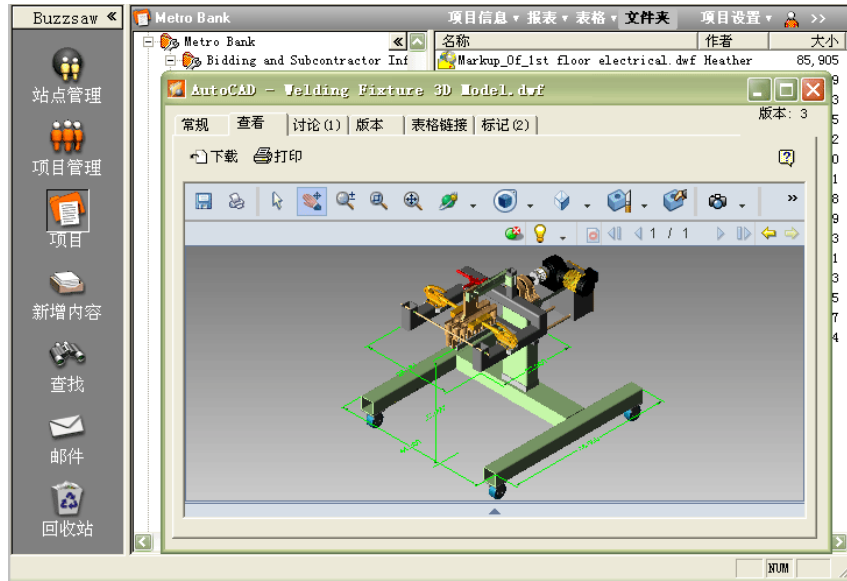 Buzzsaw «
站点管理
项目管理
项目
新增内容
查找
邮件
回收站
Metro Bank
项目信息 报表 表格 文件夹 项目设置 >>
Metro Bank
Bidding and Subcontractor Inf
名称 作者 大小
Markup_Of_1st floor electrical.dwf Heather 85,905
AutoCAD - Welding Fixture 3D Model.dwf
版本: 3
常规 查看 讨论(1) 版本 表格链接 标记(2)
下载 打印
1 / 1
NUM